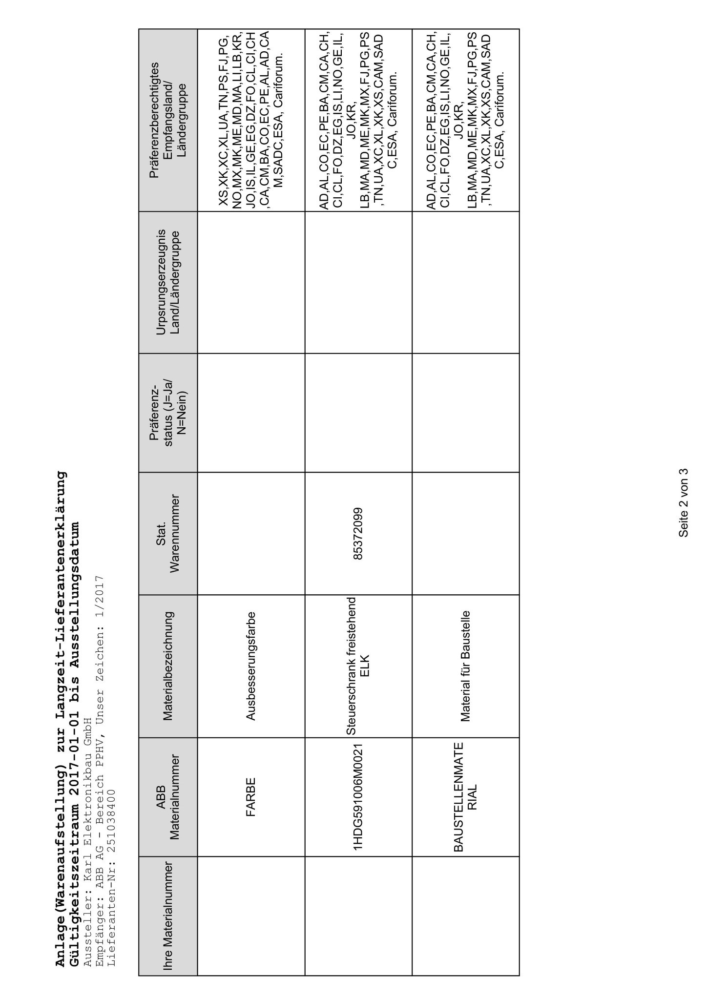 Anlage(Warenaufstellung) zur Langzeit-Lieferantenerklärung
Gültigkeitszeitraum 2017-01-01 bis Ausstellungsdatum
Aussteller: Karl Elektronikbau GmbH
Empfänger: ABB AG - Bereich PPHV, Unser Zeichen: 1/2017
Lieferanten-Nr: 251038400
Ihre Materialnummer
ABB
Materialnummer
Materialbezeichnung
Stat.
Warennummer
Präferenz-
status (J=Ja/
N=Nein)
Urpsrungserzeugnis
Land/Ländergruppe
Präferenzberechtigtes
Empfangsland/
Ländergruppe
FARBE
Ausbesserungsfarbe
XS,XK,XC,XL,UA,TN,PS,FJ,PG,
NO,MX,MK,ME,MD,MA,LI,LB,KR,
JO,IS,IL,GE,EG,DZ,FO,CL,CI,CH
,CA,CM,BA,CO,EC,PE,AL,AD,CA
M,SADC,ESA, Cariforum.
1HDG591006M0021
Steuerschrank freistehend
ELK
85372099
AD,AL,CO,EC,PE,BA,CM,CA,CH,
CI,CL,FO,DZ,EG,IS,LI,NO,GE,IL,
JO,KR,
LB,MA,MD,ME,MK,MX,FJ,PG,PS
,TN,UA,XC,XL,XK,XS,CAM,SAD
C,ESA, Cariforum.
BAUSTELLENMATE
RIAL
Material für Baustelle
AD,AL,CO,EC,PE,BA,CM,CA,CH,
CI,CL,FO,DZ,EG,IS,LI,NO,GE,IL,
JO,KR,
LB,MA,MD,ME,MK,MX,FJ,PG,PS
,TN,UA,XC,XL,XK,XS,CAM,SAD
C,ESA, Cariforum.
Seite 2 von 3